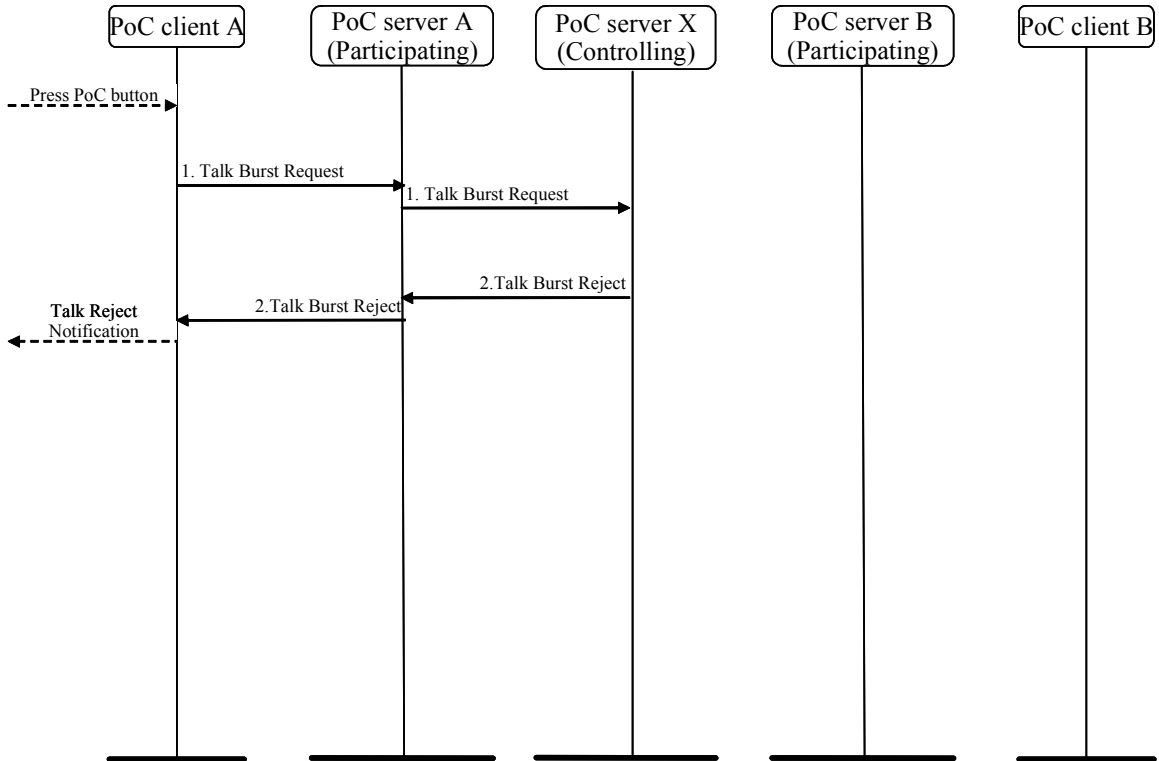 PoC client A
PoC server A
(Participating)
PoC server X
(Controlling)
PoC server B
(Participating)
PoC client B
Press PoC button
1. Talk Burst Request
1. Talk Burst Request
2.Talk Burst Reject
2.Talk Burst Reject
Talk Reject
Notification